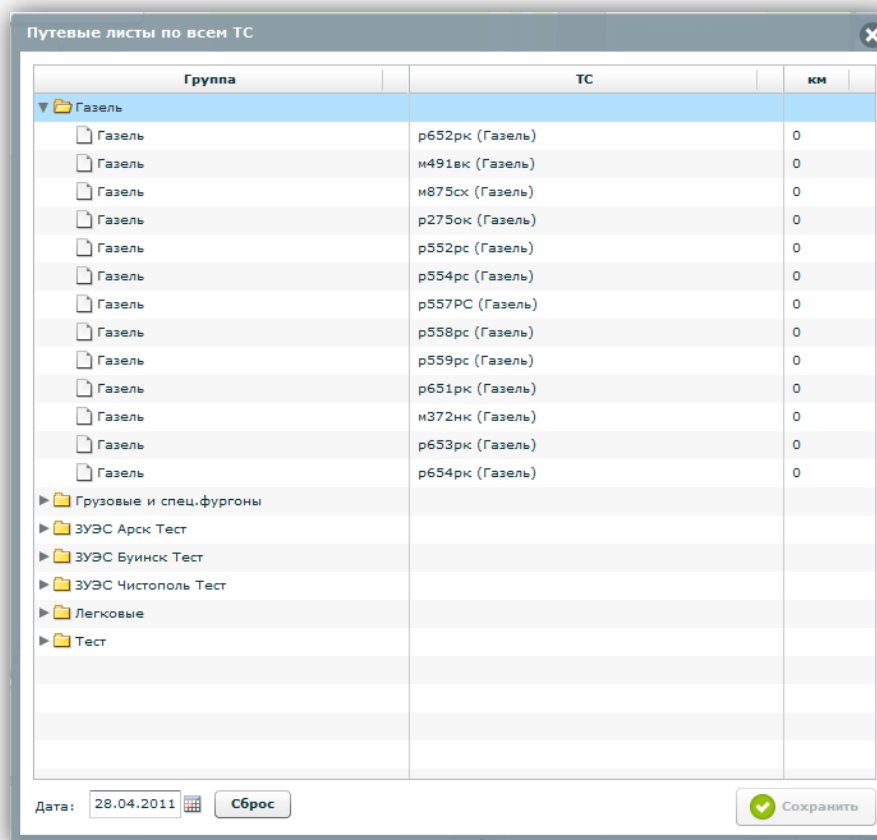 Путевые листы по всем ТС
Группа ТС км
Газель
Газель р652рк (Газель) 0
Газель м491вк (Газель) 0
Газель м875сх (Газель) 0
Газель р275ок (Газель) 0
Газель р552рс (Газель) 0
Газель р554рс (Газель) 0
Газель р557РС (Газель) 0
Газель р558рс (Газель) 0
Газель р559рс (Газель) 0
Газель р651рк (Газель) 0
Газель м372нк (Газель) 0
Газель р653рк (Газель) 0
Газель р654рк (Газель) 0
Грузовые и спец.фургоны
ЗУЭС Арск Тест
ЗУЭС Буинск Тест
ЗУЭС Чистополь Тест
Легковые
Тест
Дата: 28.04.2011 Сброс Сохранить